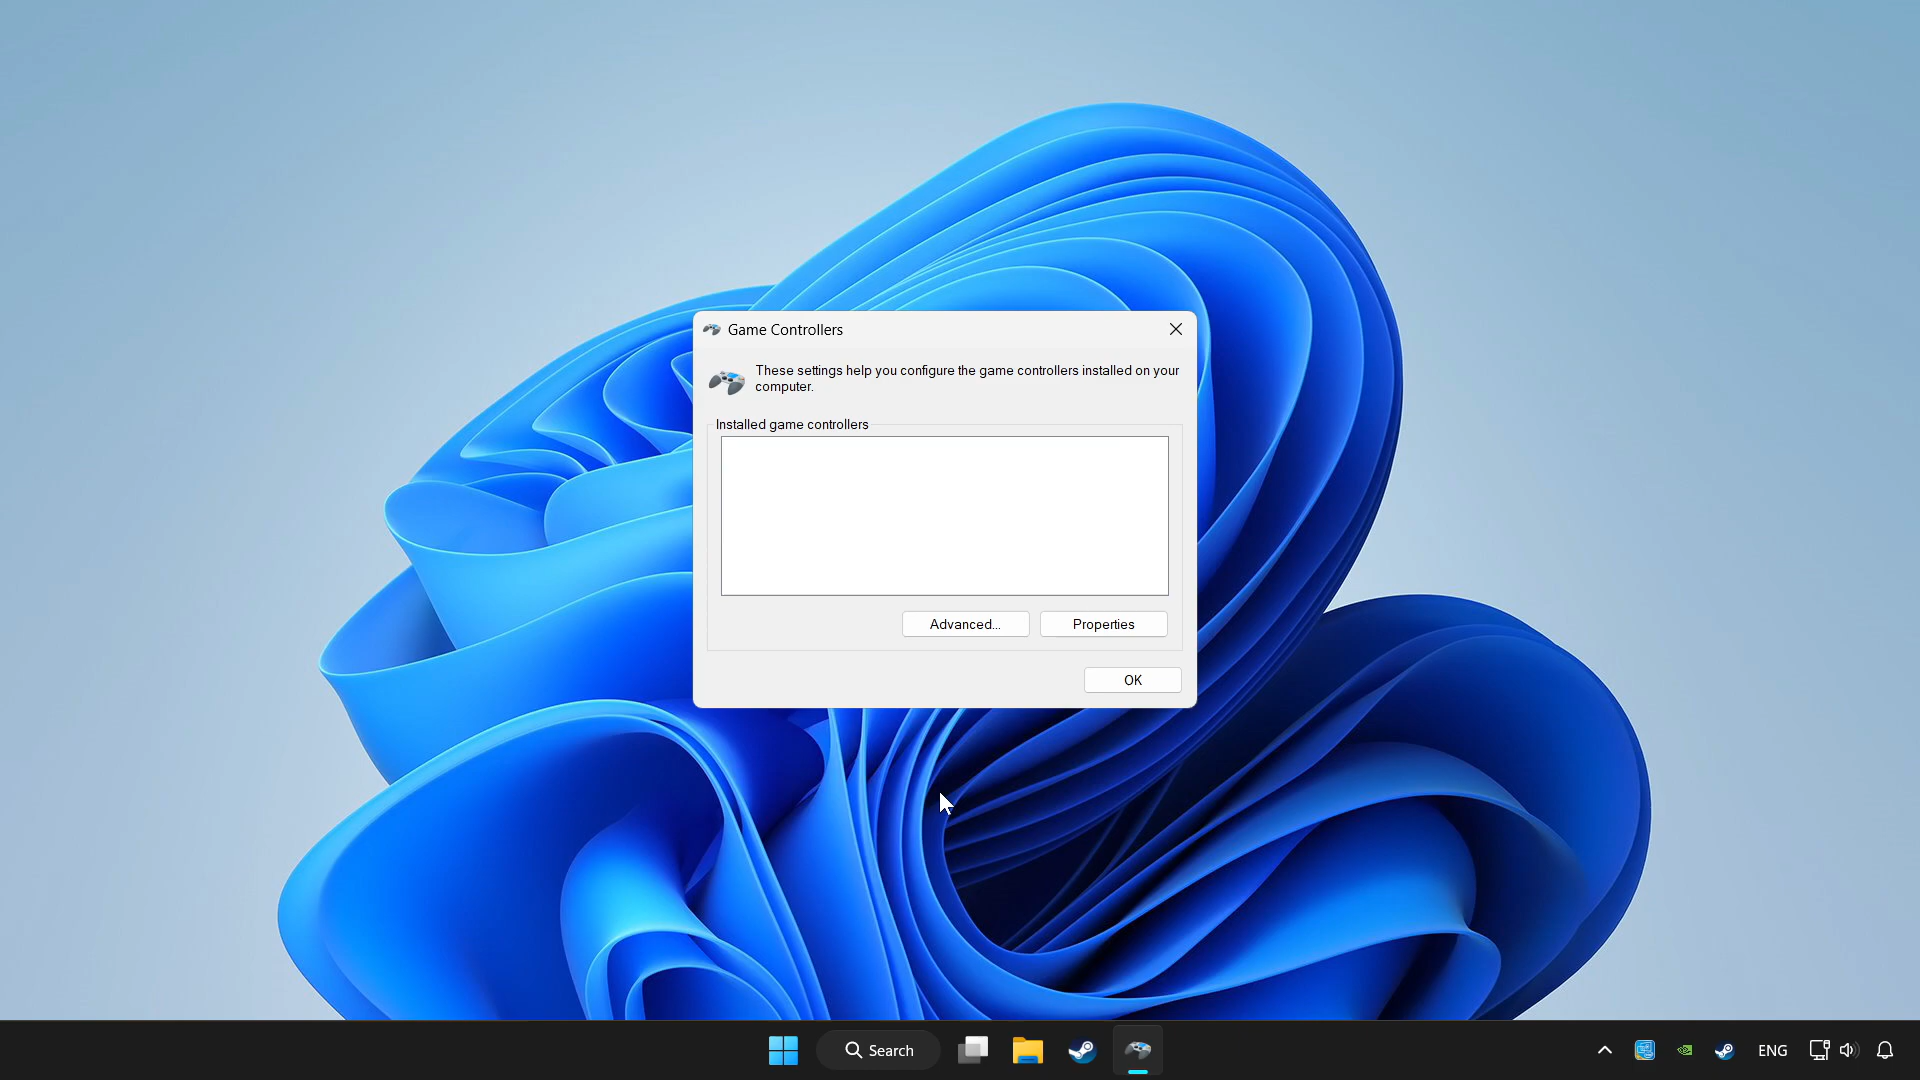 Game Controllers
These settings help you configure the game controllers installed on your
computer.
Installed game controllers
Advanced...
Properties
OK
Search
ENG